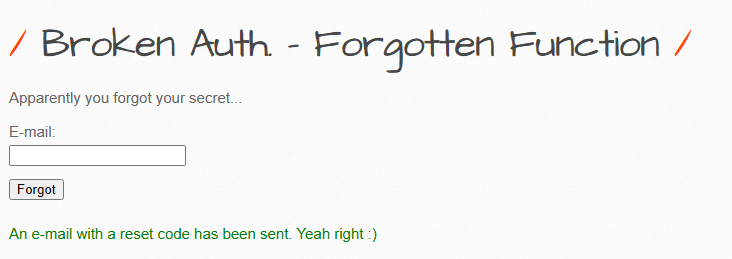 / Broken Auth. - Forgotten Function /
Apparently you forgot your secret...
E-mail:
Forgot
An e-mail with a reset code has been sent. Yeah right :)